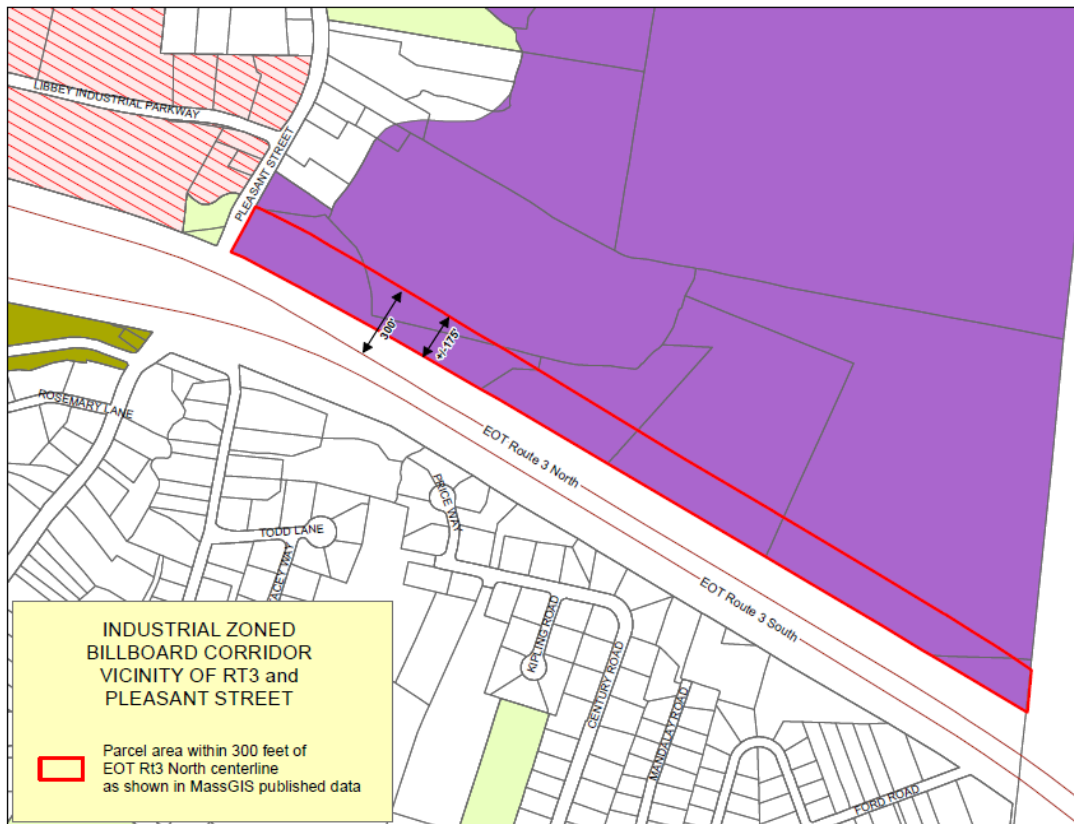 LIBBEY INDUSTRIAL PARKWAY
PLEASANT STREET
300'
+/-175'
ROSEMARY LANE
EOT Route 3 North
PRICE WAY
TODD LANE
ACEY WAY
EOT Route 3 South
KIPLING ROAD
CENTURY ROAD
MANDALAY ROAD
FORD ROAD
INDUSTRIAL ZONED
BILLBOARD CORRIDOR
VICINITY OF RT3 and
PLEASANT STREET
Parcel area within 300 feet of
EOT Rt3 North centerline
as shown in MassGIS published data